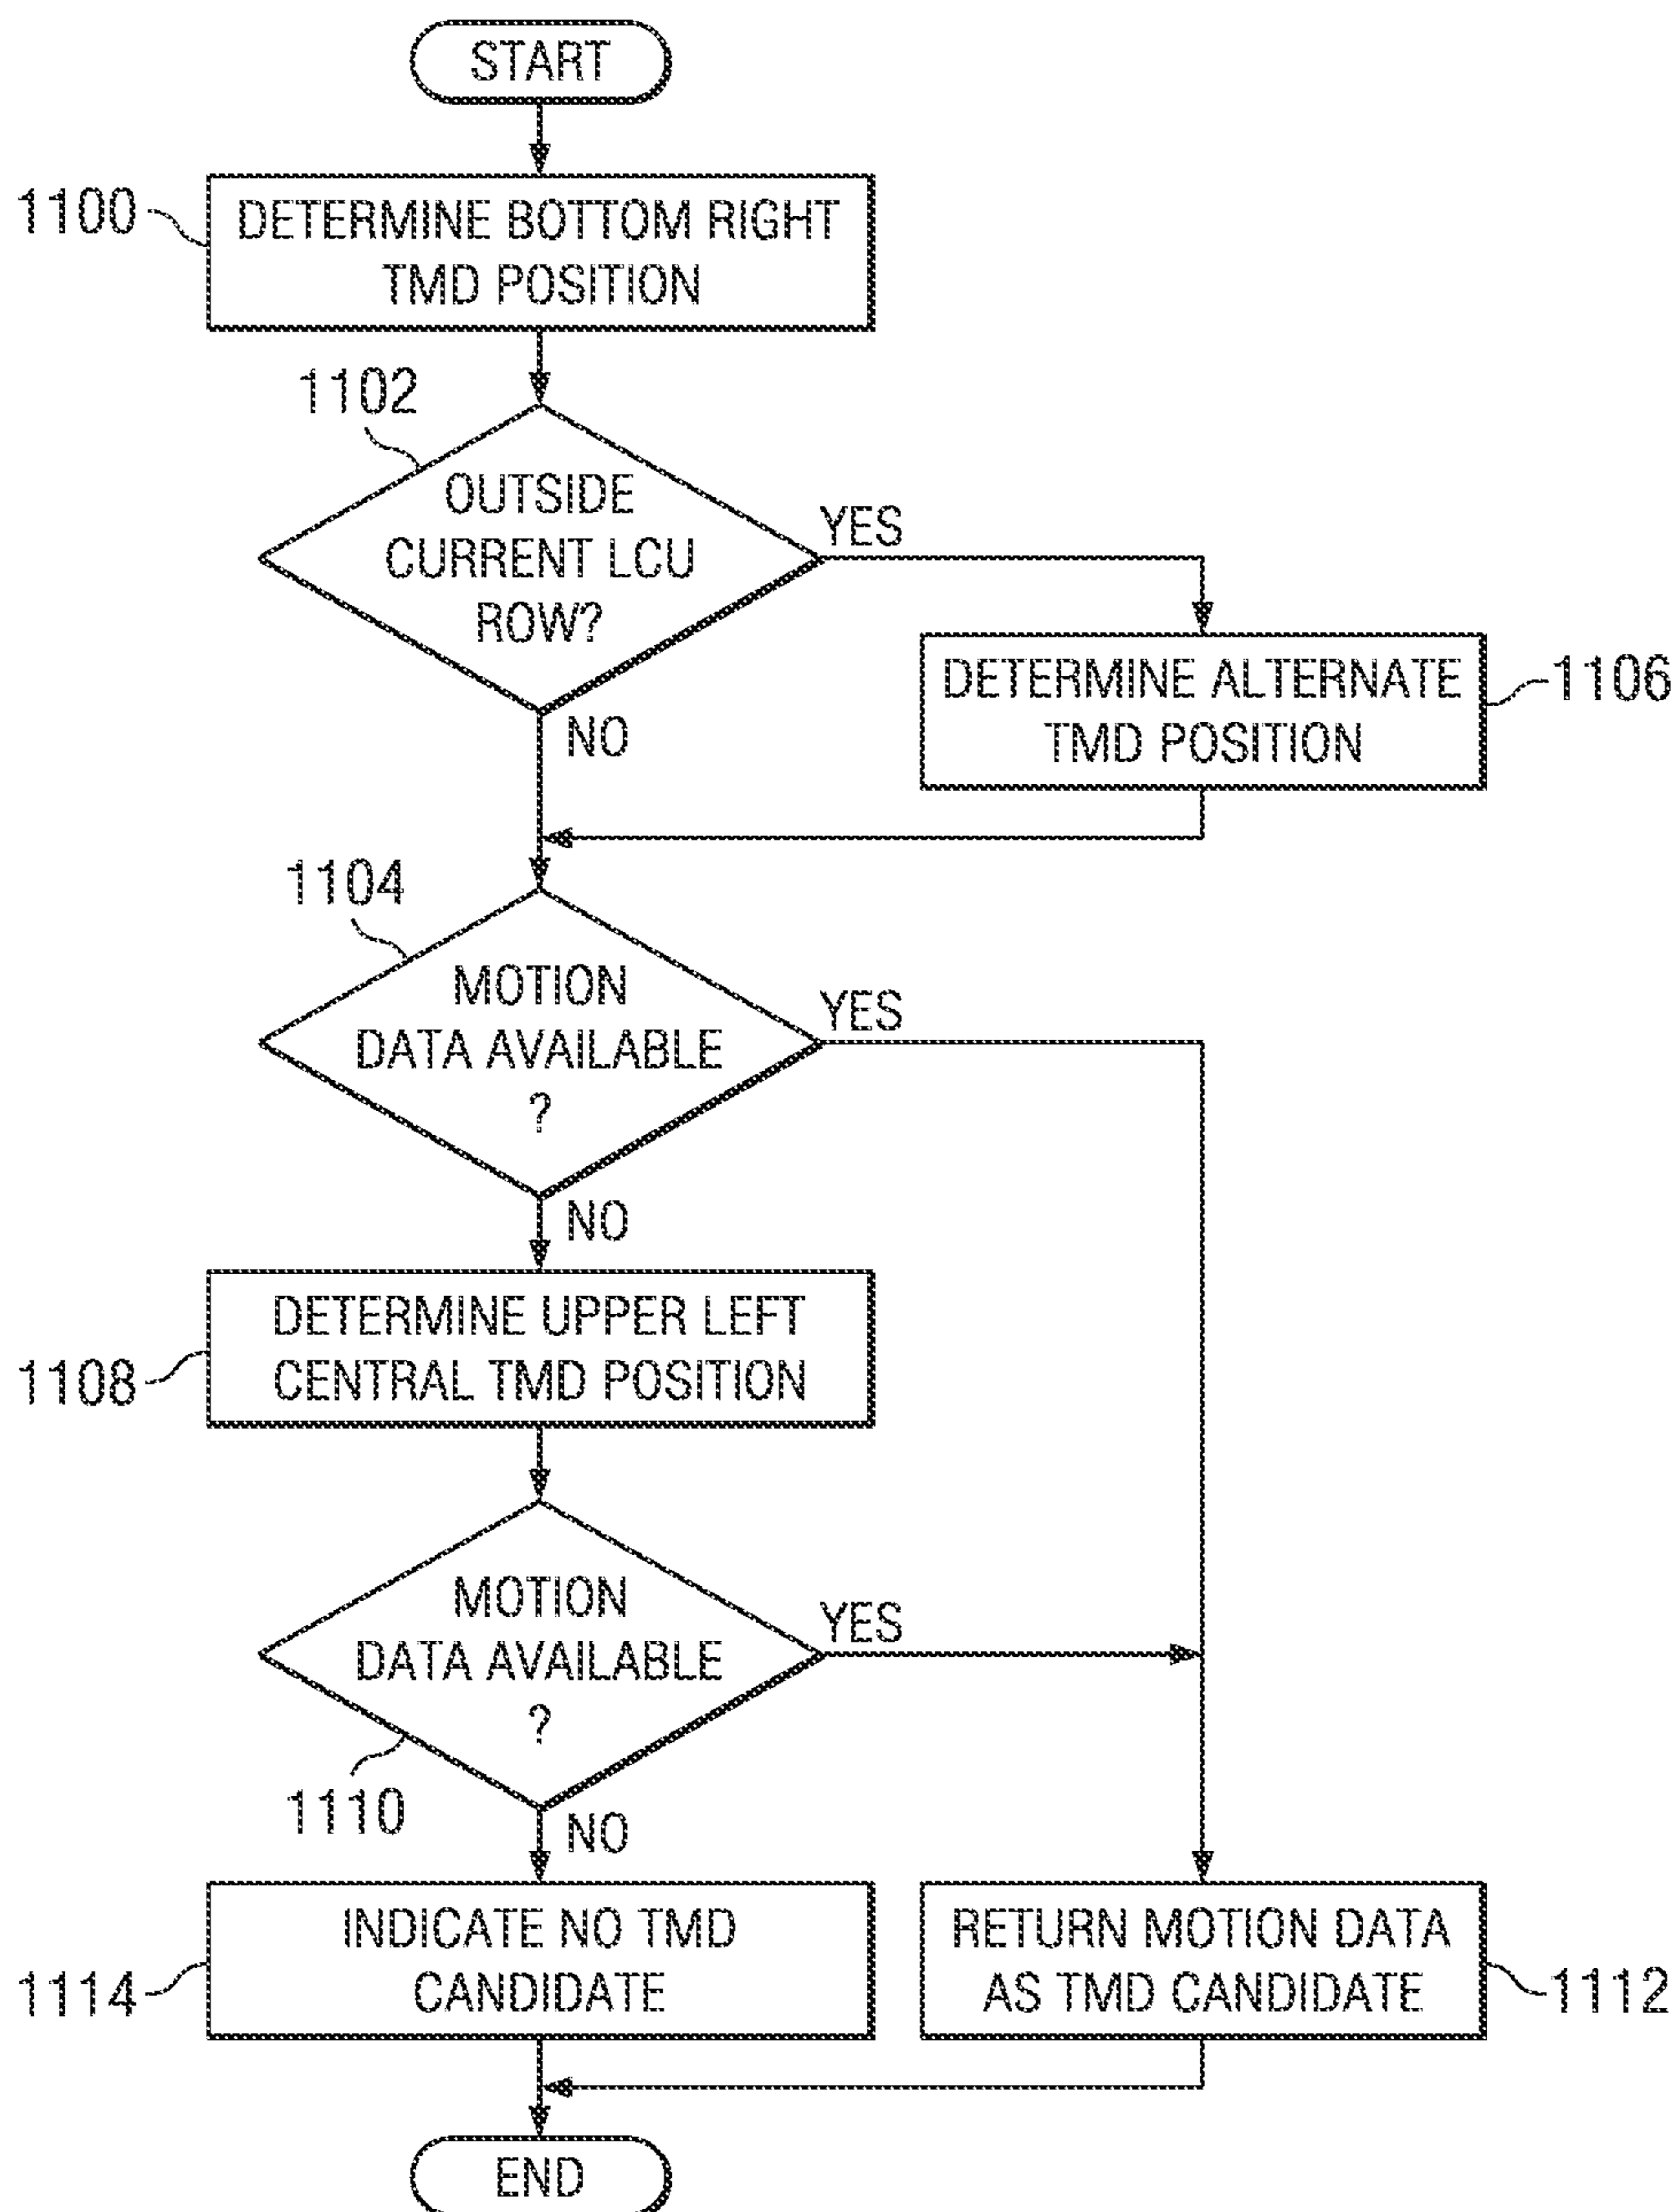 START
1100
DETERMINE BOTTOM RIGHT
TMD POSITION
1102
OUTSIDE
CURRENT LCU
ROW?
YES
NO
DETERMINE ALTERNATE
TMD POSITION
1106
1104
MOTION
DATA AVAILABLE
?
YES
NO
1108
DETERMINE UPPER LEFT
CENTRAL TMD POSITION
MOTION
DATA AVAILABLE
?
YES
1110
NO
1114
INDICATE NO TMD
CANDIDATE
RETURN MOTION DATA
AS TMD CANDIDATE
1112
END